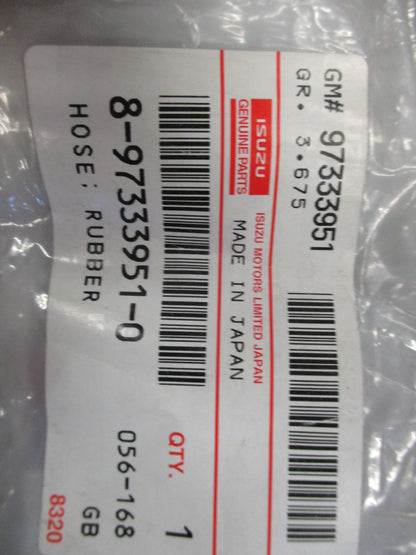 GM# 97333951
GR. 3.675
ISUZU
GENUINE PARTS
ISUZU MOTORS LIMITED JAPAN
MADE IN JAPAN
QTY.
1
8-97333951-0
056-168
HOSE; RUBBER
GB
8320